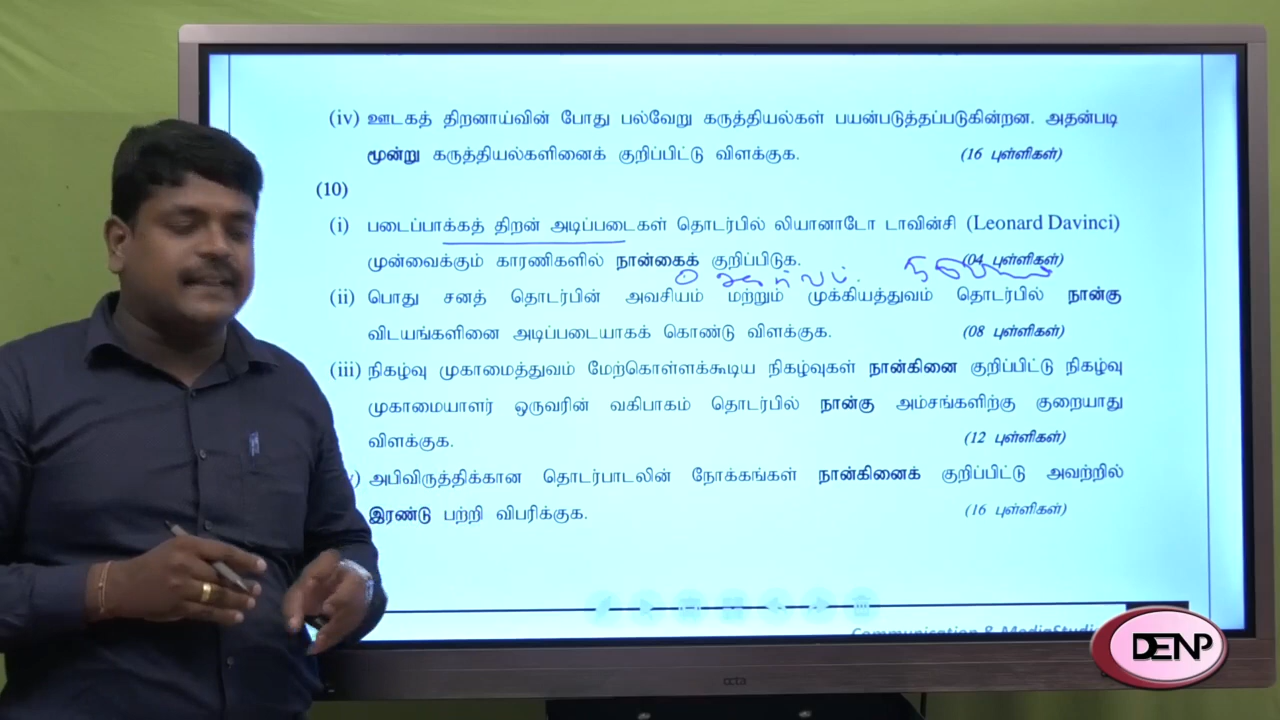 (iv) ஊடகத் திறனாய்வின் போது பல்வேறு கருத்தியல்கள் பயன்படுத்தப்படுகின்றன. அதன்படி
மூன்று கருத்தியல்களினைக் குறிப்பிட்டு விளக்குக. (16 புள்ளிகள்)
(10)
(i) படைப்பாக்கத் திறன் அடிப்படைகள் தொடர்பில் லியானாடோ டாவின்சி (Leonard Davinci)
முன்வைக்கும் காரணிகளில் நான்கைக் குறிப்பிடுக. (04 புள்ளிகள்)
(ii) பொது சனத் தொடர்பின் அவசியம் மற்றும் முக்கியத்துவம் தொடர்பில் நான்கு
விடயங்களினை அடிப்படையாகக் கொண்டு விளக்குக. (08 புள்ளிகள்)
(iii) நிகழ்வு முகாமைத்துவம் மேற்கொள்ளக்கூடிய நிகழ்வுகள் நான்கினை குறிப்பிட்டு நிகழ்வு
முகாமையாளர் ஒருவரின் வகிபாகம் தொடர்பில் நான்கு அம்சங்களிற்கு குறையாது
விளக்குக. (12 புள்ளிகள்)
அபிவிருத்திக்கான தொடர்பாடலின் நோக்கங்கள் நான்கினைக் குறிப்பிட்டு அவற்றில்
இரண்டு பற்றி விபரிக்குக. (16 புள்ளிகள்)
Communication & MediaStudi
DENP